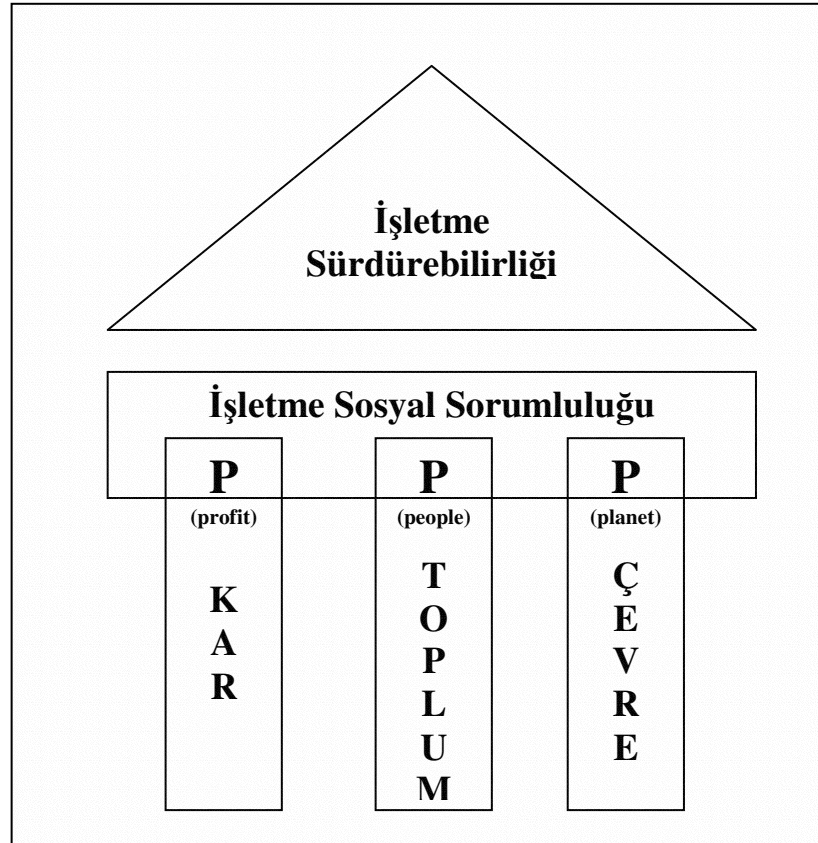 İşletme
Sürdürebilirliği
İşletme Sosyal Sorumluluğu
P
(profit)
K
A
R
P
(people)
T
O
P
L
U
M
P
(planet)
Ç
E
V
R
E